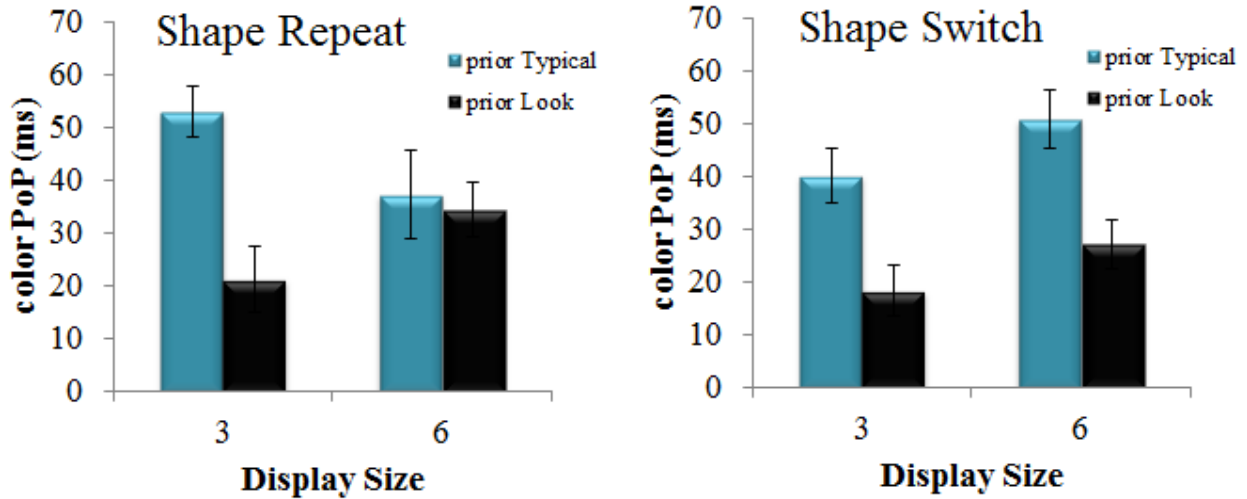 Shape Repeat
prior Typical
prior Look
color PoP (ms)
70
60
50
40
30
20
10
0
3
6
Display Size
Shape Switch
prior Typical
prior Look
color PoP (ms)
70
60
50
40
30
20
10
0
3
6
Display Size